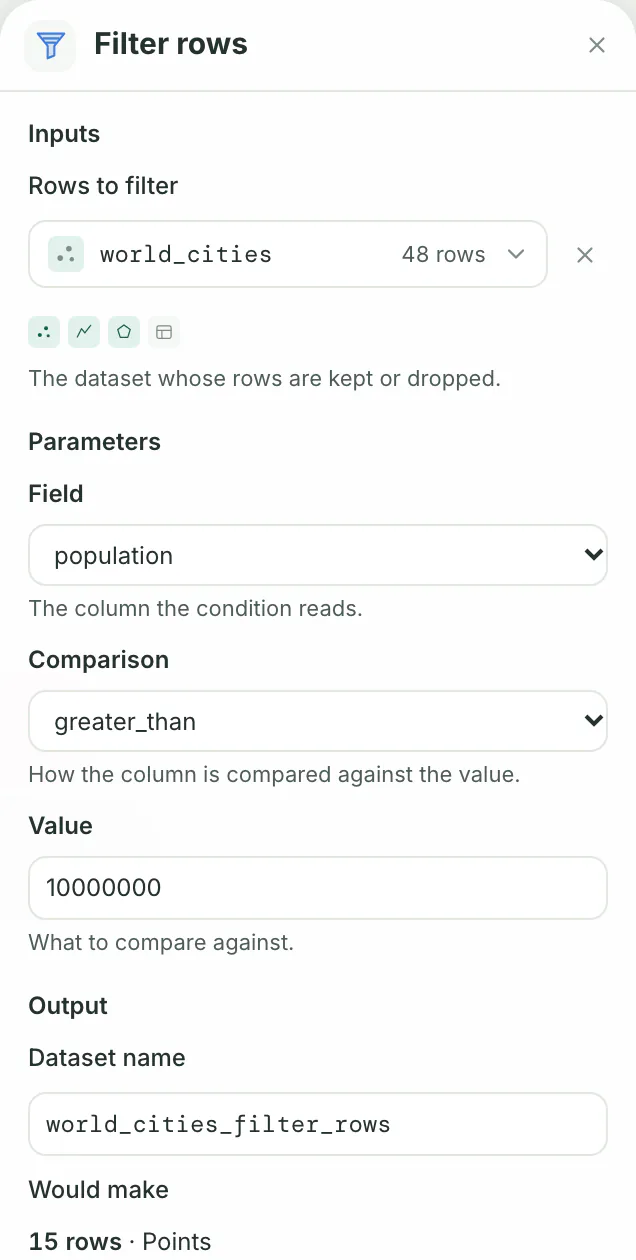 Filter rows
Inputs
Rows to filter
world_cities 48 rows
The dataset whose rows are kept or dropped.
Parameters
Field
population
The column the condition reads.
Comparison
greater_than
How the column is compared against the value.
Value
10000000
What to compare against.
Output
Dataset name
world_cities_filter_rows
Would make
15 rows · Points